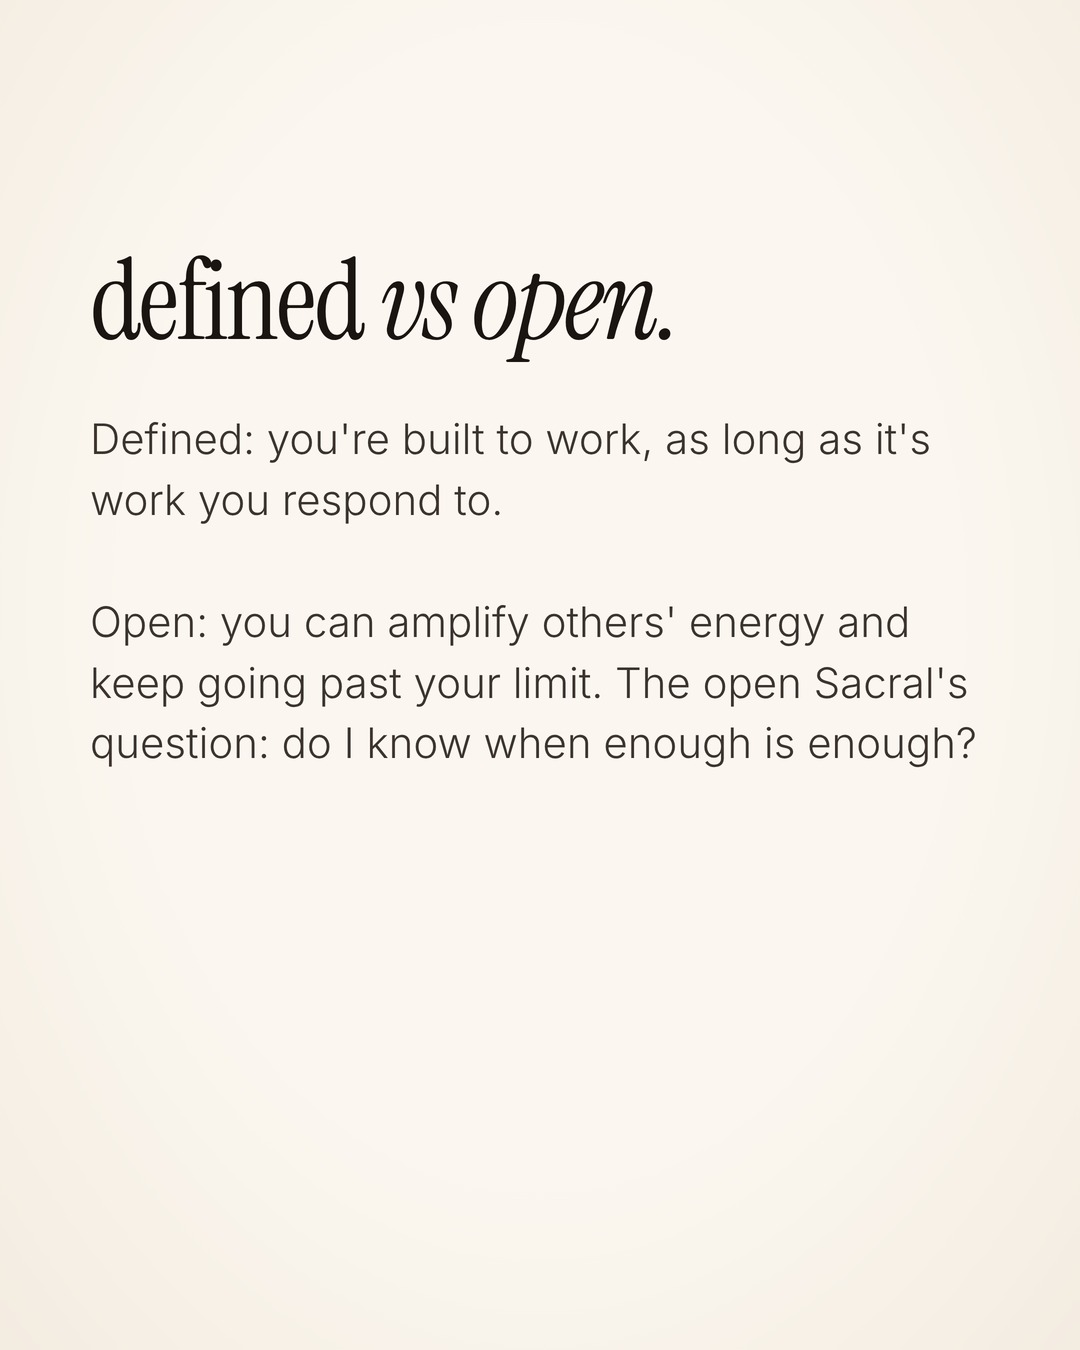 defined vs open.
Defined: you're built to work, as long as it's
work you respond to.
Open: you can amplify others' energy and
keep going past your limit. The open Sacral's
question: do I know when enough is enough?